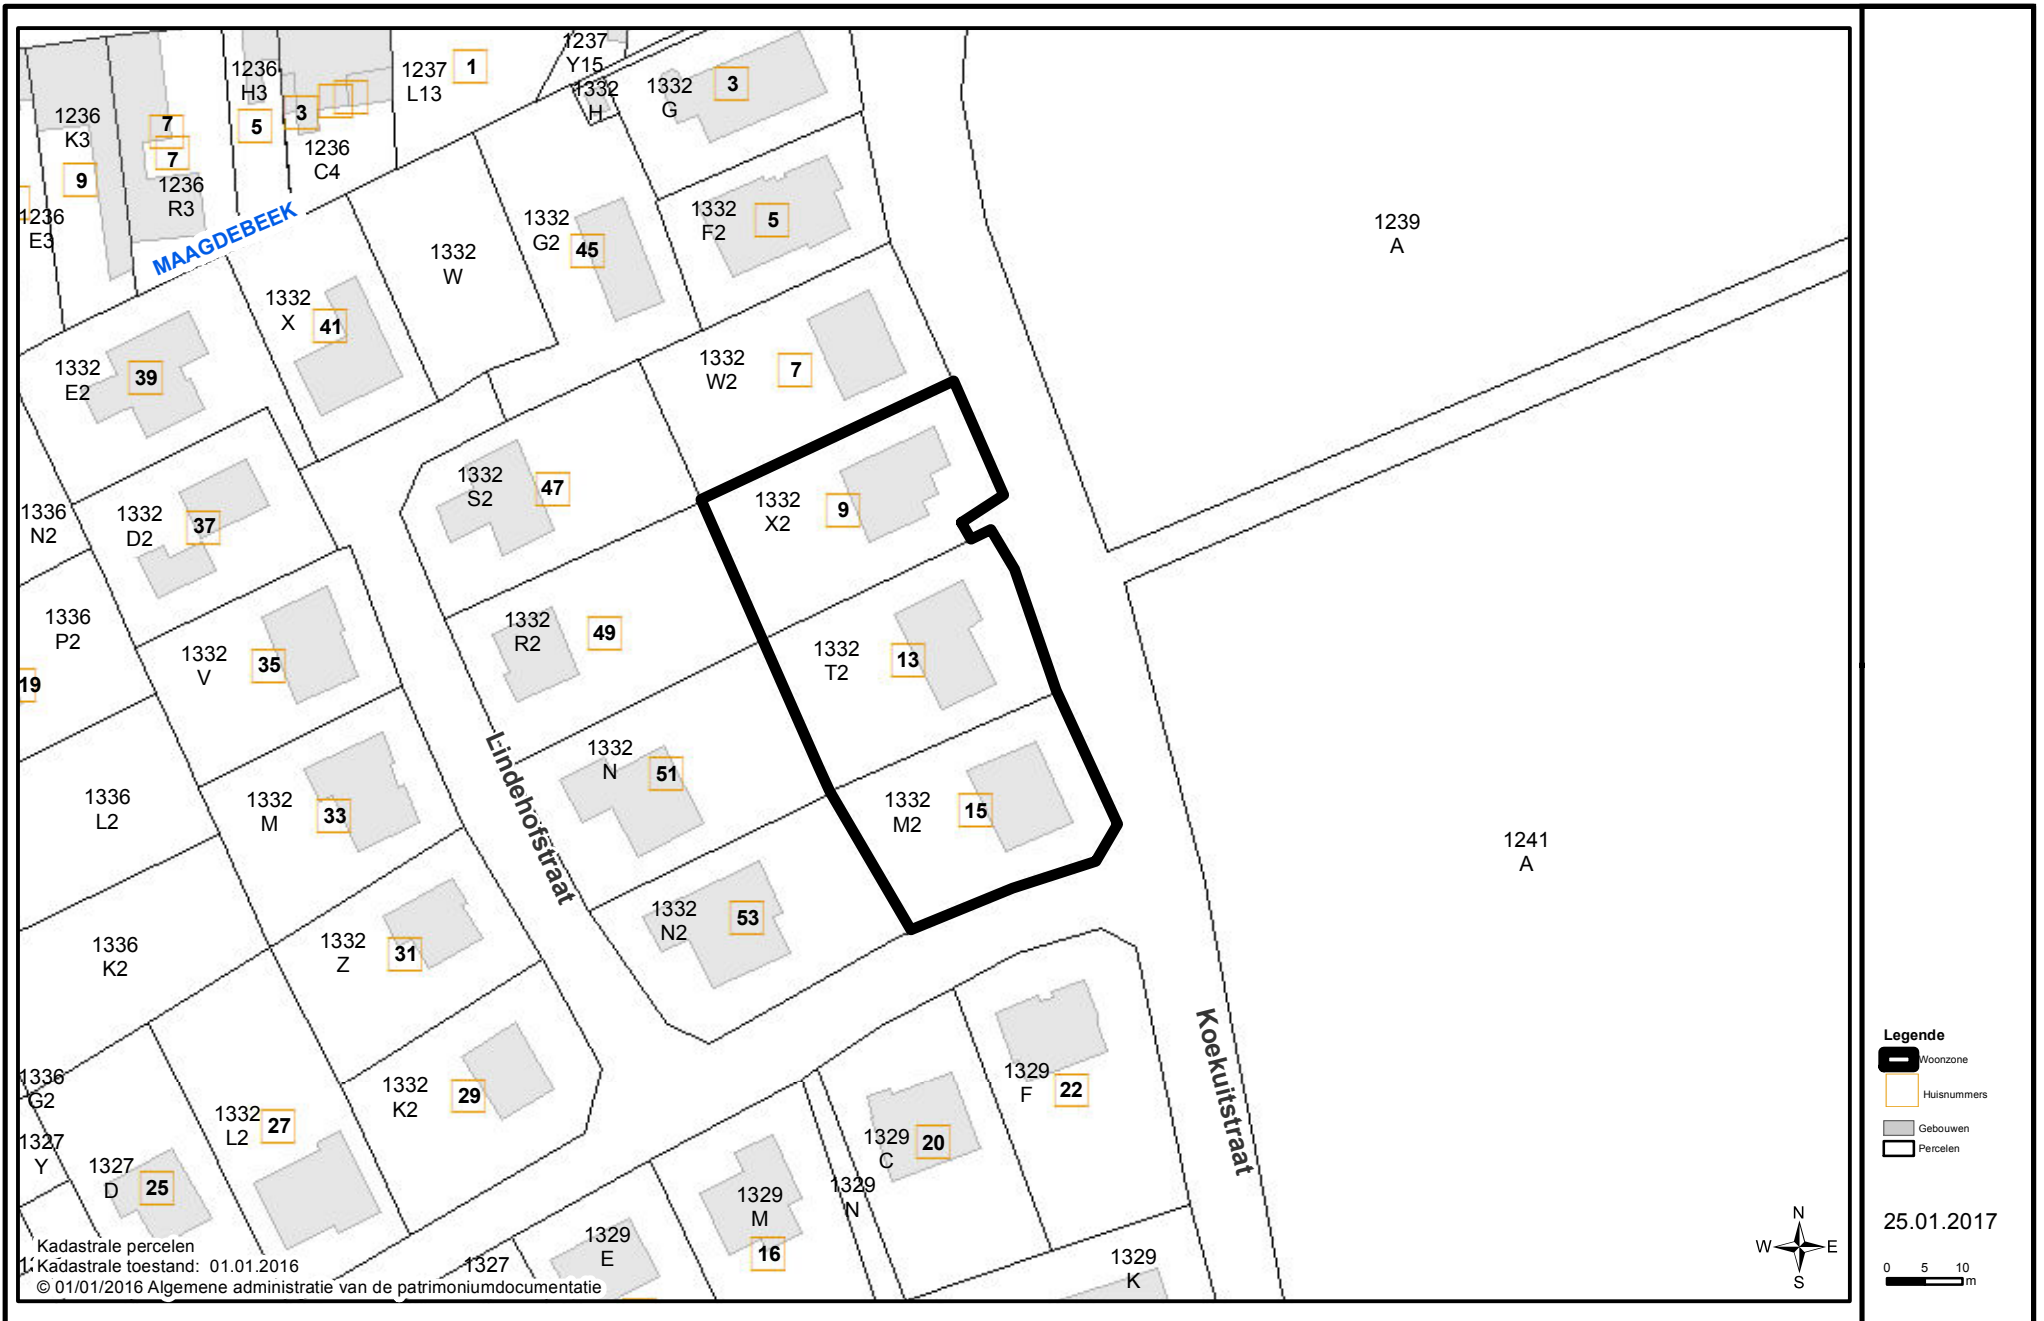 1237
Y15
1236
H3
1237
L13
1
1332
H
1332
G
3
1236
K3
7
5
3
7
1236
C4
9
1236
R3
1236
E3
MAAGDEBEEK
1332
G2
45
1332
F2
5
1239
A
1332
W
1332
X
41
1332
E2
39
1332
W2
7
1332
S2
47
1332
X2
9
1336
N2
1332
D2
37
1336
P2
1332
R2
49
1332
V
35
1332
T2
13
19
Lindehofstraat
1332
N
51
1336
L2
1332
M
33
1332
M2
15
1241
A
1332
N2
53
1336
K2
1332
Z
31
Koekuitstraat
1336
G2
1332
K2
29
1329
F
22
1332
L2
27
1327
Y
1327
D
25
1329
C
20
1329
N
1329
M
16
1329
E
1327
1329
K
Kadastrale percelen
Kadastrale toestand: 01.01.2016
© 01/01/2016 Algemene administratie van de patrimoniumdocumentatie
Legende
Woonzone
Huisnummers
Gebouwen
Percelen
25.01.2017
N
W E
S
0 5 10
m